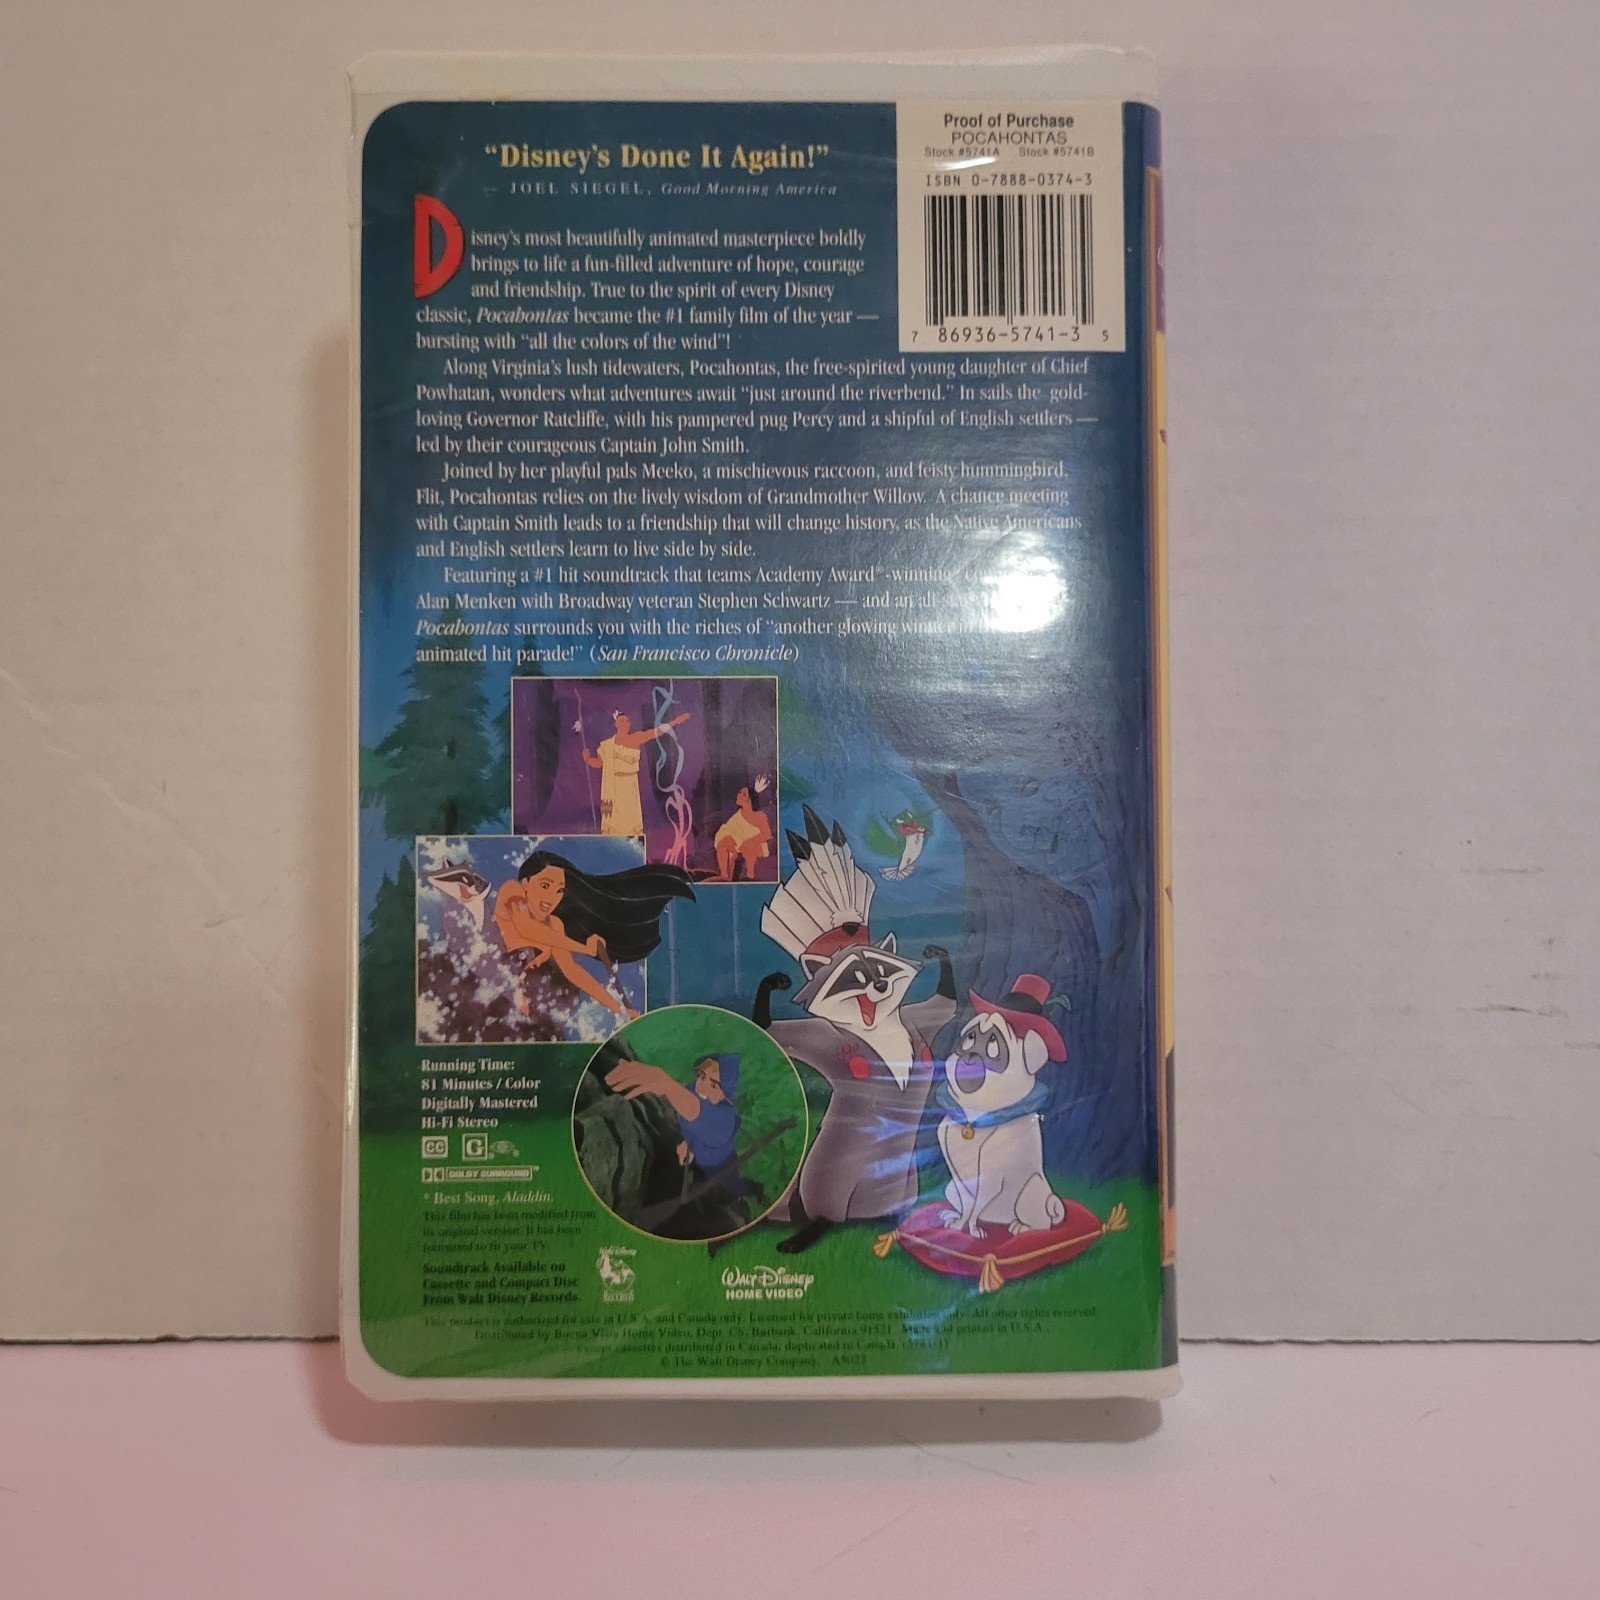 "Disney's Done It Again!"
— JOEL SIEGEL, Good Morning America
Disney's most beautifully animated masterpiece boldly
brings to life a fun-filled adventure of hope, courage
and friendship. True to the spirit of every Disney
classic, Pocahontas became the #1 family film of the year —
bursting with "all the colors of the wind"!
Along Virginia's lush tidewaters, Pocahontas, the free-spirited young daughter of Chief
Powhatan, wonders what adventures await "just around the riverbend." In sails the gold-
loving Governor Ratcliffe, with his pampered pug Percy and a shipful of English settlers —
led by their courageous Captain John Smith.
Joined by her playful pals Meeko, a mischievous raccoon, and feisty hummingbird,
Flit, Pocahontas relies on the lively wisdom of Grandmother Willow. A chance meeting
with Captain Smith leads to a friendship that will change history, as the Native Americans
and English settlers learn to live side by side.
Featuring a #1 hit soundtrack that teams Academy Award®-winning*
Alan Menken with Broadway veteran Stephen Schwartz — and an all-star
Pocahontas surrounds you with the riches of "another glowing winner
animated hit parade!" (San Francisco Chronicle)
Proof of Purchase
POCAHONTAS
Stock #5741A Stock #5741B
ISBN 0-7888-0374-3
7 86936-5741-3 5
Running Time:
81 Minutes / Color
Digitally Mastered
Hi-Fi Stereo
CC G
DOLBY SURROUND™
* Best Song, Aladdin.
This film has been modified from
its original version. It has been
formatted to fit your TV.
Soundtrack Available on
Cassette and Compact Disc
From Walt Disney Records.
Walt Disney
RECORDS
WALT DISNEY
HOME VIDEO
This product is authorized for sale in U.S.A. and Canada only. Licensed for private home exhibition only. All other rights reserved.
Distributed by Buena Vista Home Video, Dept. CS, Burbank, California 91521. Made and printed in U.S.A.,
except cassettes distributed in Canada, duplicated in Canada.
© The Walt Disney Company.